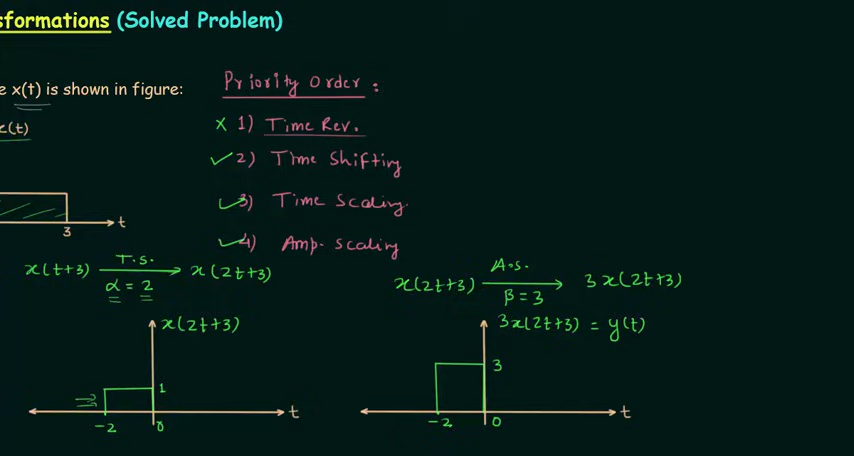 sformations (Solved Problem)
e x(t) is shown in figure:
Priority Order :
x(t)
× 1) Time Rev.
✓ 2) Time Shifting
✓ 3) Time Scaling.
✓ 4) Amp. scaling
t
3
x(t+3) T.S. α = 2 → x(2t+3)
x(2t+3) A.S. β = 3 → 3x(2t+3)
x(2t+3)
3x(2t+3) = y(t)
1
3
t
t
-2 0
-2 0